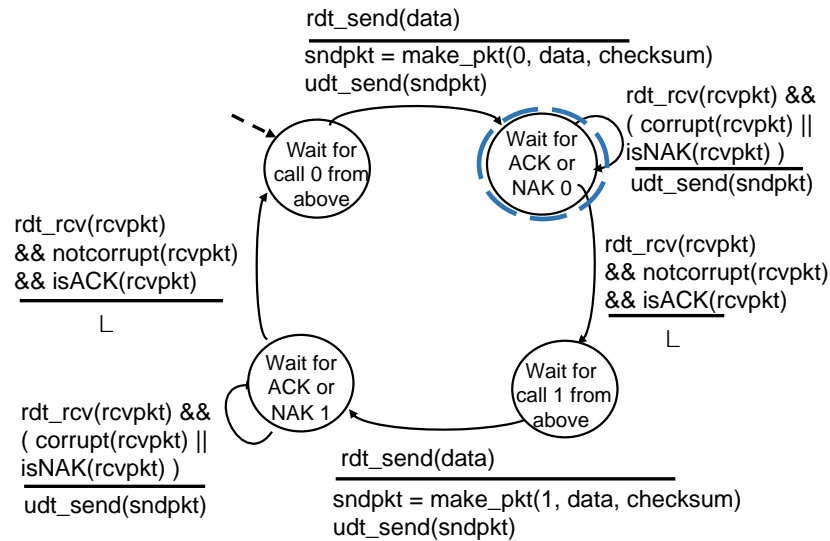 rdt_send(data)
sndpkt = make_pkt(0, data, checksum)
udt_send(sndpkt)
Wait for
call 0 from
above
Wait for
ACK or
NAK 0
rdt_rcv(rcvpkt) &&
( corrupt(rcvpkt) ||
isNAK(rcvpkt) )
udt_send(sndpkt)
rdt_rcv(rcvpkt)
&& notcorrupt(rcvpkt)
&& isACK(rcvpkt)
L
rdt_rcv(rcvpkt)
&& notcorrupt(rcvpkt)
&& isACK(rcvpkt)
L
Wait for
ACK or
NAK 1
Wait for
call 1 from
above
rdt_rcv(rcvpkt) &&
( corrupt(rcvpkt) ||
isNAK(rcvpkt) )
udt_send(sndpkt)
rdt_send(data)
sndpkt = make_pkt(1, data, checksum)
udt_send(sndpkt)